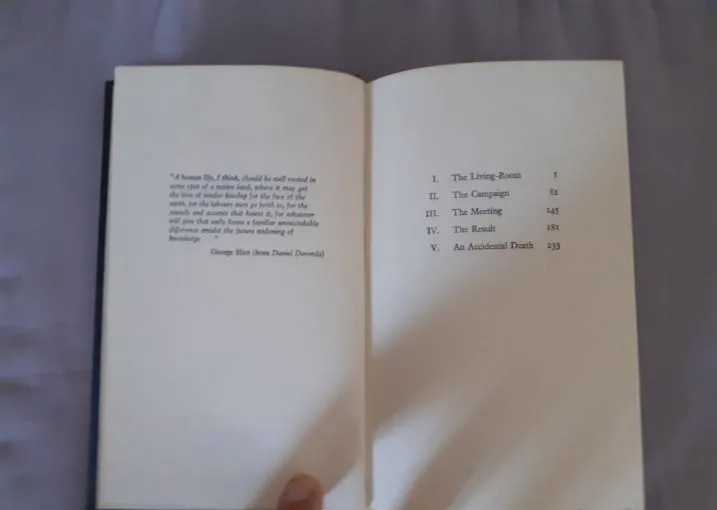 "A human life, I think, should be well rooted in
some spot of a native land, where it may get
the love of tender kinship for the face of the
earth, for the labours men go forth to, for the
sounds and accents that haunt it, for whatever
will give that early home a familiar unmistakable
difference amidst the future widening of
knowledge . . ."
George Eliot (from Daniel Deronda)
I. The Living-Room 1
II. The Campaign 81
III. The Meeting 145
IV. The Result 181
V. An Accidental Death 233